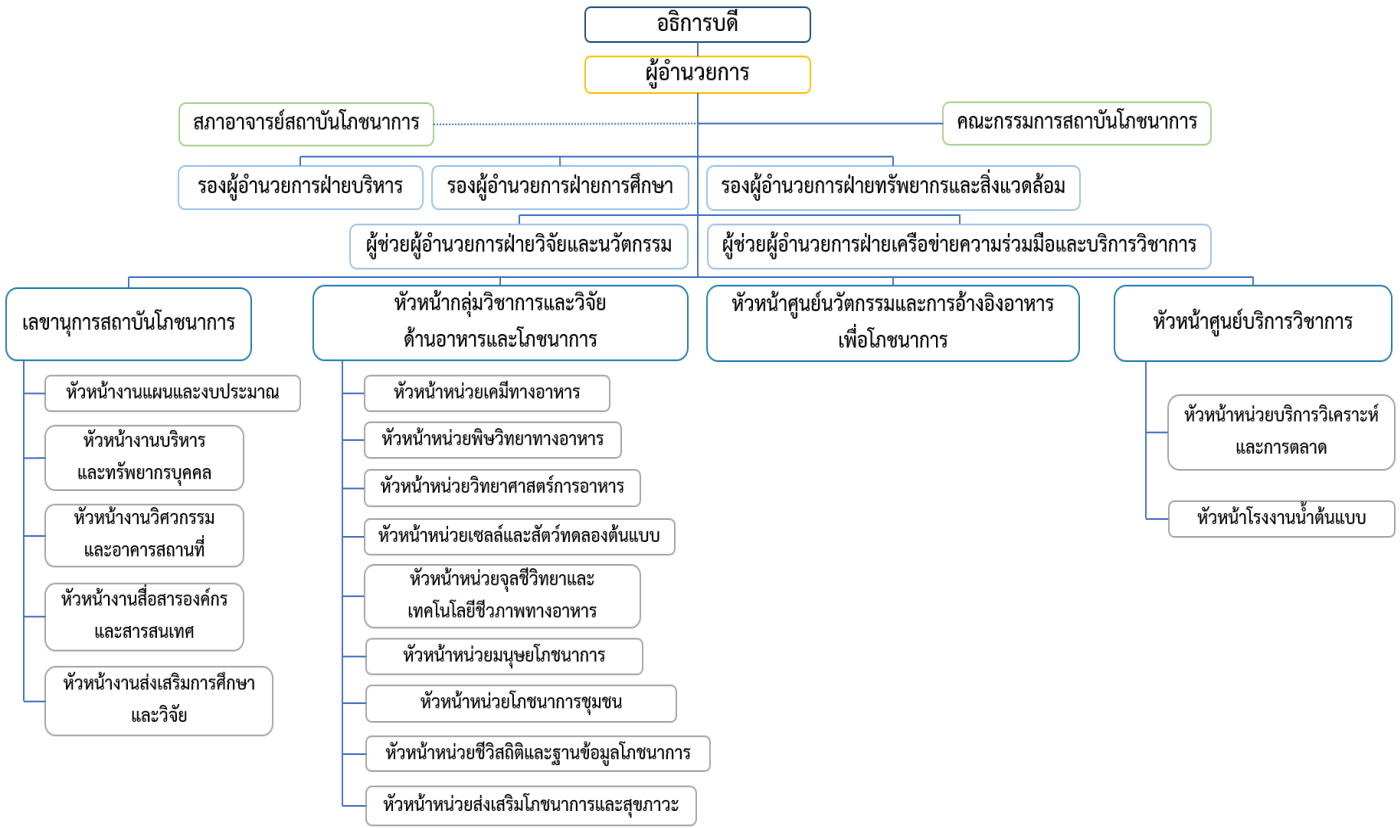 อธิการบดี
ผู้อำนวยการ
สภาอาจารย์สถาบันโภชนาการ
คณะกรรมการสถาบันโภชนาการ
รองผู้อำนวยการฝ่ายบริหาร
รองผู้อำนวยการฝ่ายการศึกษา
รองผู้อำนวยการฝ่ายทรัพยากรและสิ่งแวดล้อม
ผู้ช่วยผู้อำนวยการฝ่ายวิจัยและนวัตกรรม
ผู้ช่วยผู้อำนวยการฝ่ายเครือข่ายความร่วมมือและบริการวิชาการ
เลขานุการสถาบันโภชนาการ
หัวหน้างานแผนและงบประมาณ
หัวหน้างานบริหาร
และทรัพยากรบุคคล
หัวหน้างานวิศวกรรม
และอาคารสถานที่
หัวหน้างานสื่อสารองค์กร
และสารสนเทศ
หัวหน้างานส่งเสริมการศึกษา
และวิจัย
หัวหน้ากลุ่มวิชาการและวิจัย
ด้านอาหารและโภชนาการ
หัวหน้าหน่วยเคมีทางอาหาร
หัวหน้าหน่วยพิษวิทยาทางอาหาร
หัวหน้าหน่วยวิทยาศาสตร์การอาหาร
หัวหน้าหน่วยเซลล์และสัตว์ทดลองต้นแบบ
หัวหน้าหน่วยจุลชีวิทยาและ
เทคโนโลยีชีวภาพทางอาหาร
หัวหน้าหน่วยมนุษยโภชนาการ
หัวหน้าหน่วยโภชนาการชุมชน
หัวหน้าหน่วยชีวิสถิติและฐานข้อมูลโภชนาการ
หัวหน้าหน่วยส่งเสริมโภชนาการและสุขภาวะ
หัวหน้าศูนย์นวัตกรรมและการอ้างอิงอาหาร
เพื่อโภชนาการ
หัวหน้าศูนย์บริการวิชาการ
หัวหน้าหน่วยบริการวิเคราะห์
และการตลาด
หัวหน้าโรงงานน้ำต้นแบบ